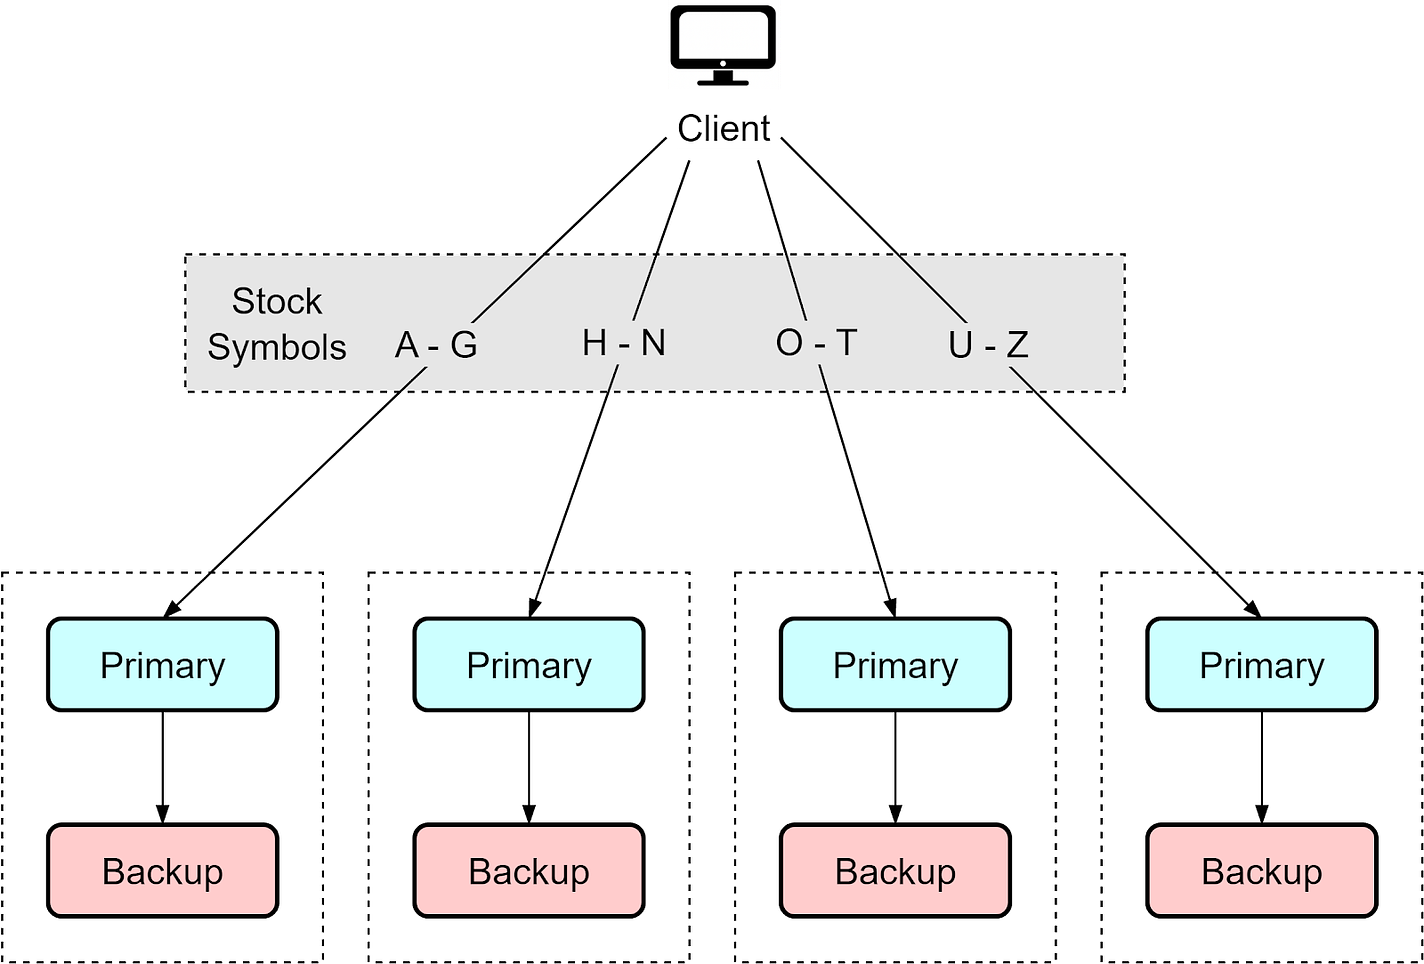 Client
Stock
Symbols
A - G
H - N
O - T
U - Z
Primary
Primary
Primary
Primary
Backup
Backup
Backup
Backup